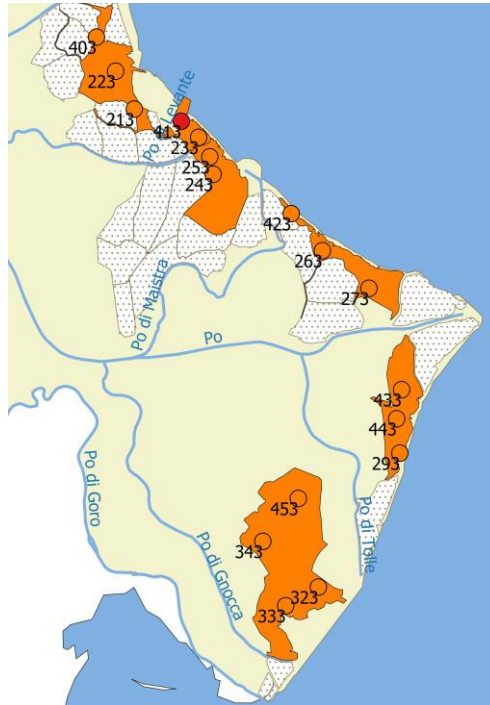 403
223
213
Po di Levante
413
233
253
243
423
263
273
Po di Maistra
Po
433
443
293
Po di Goro
453
Po di Tolle
343
Po di Gnocca
323
333